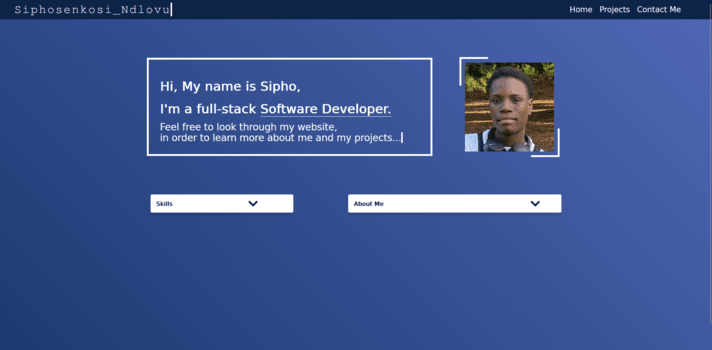 Siphosenkosi_Ndlovu
Home Projects Contact Me
Hi, My name is Sipho,
I'm a full-stack Software Developer.
Feel free to look through my website,
in order to learn more about me and my projects...
Skills
About Me